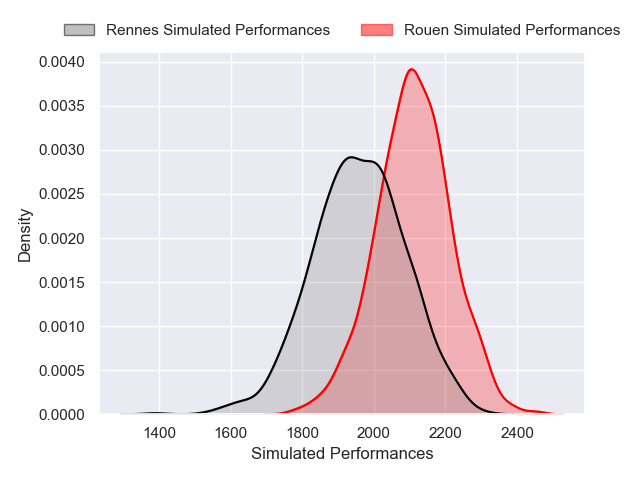 Rennes Simulated Performances
Rouen Simulated Performances
0.0040
0.0035
0.0030
0.0025
0.0020
0.0015
0.0010
0.0005
0.0000
Density
1400 1600 1800 2000 2200 2400
Simulated Performances